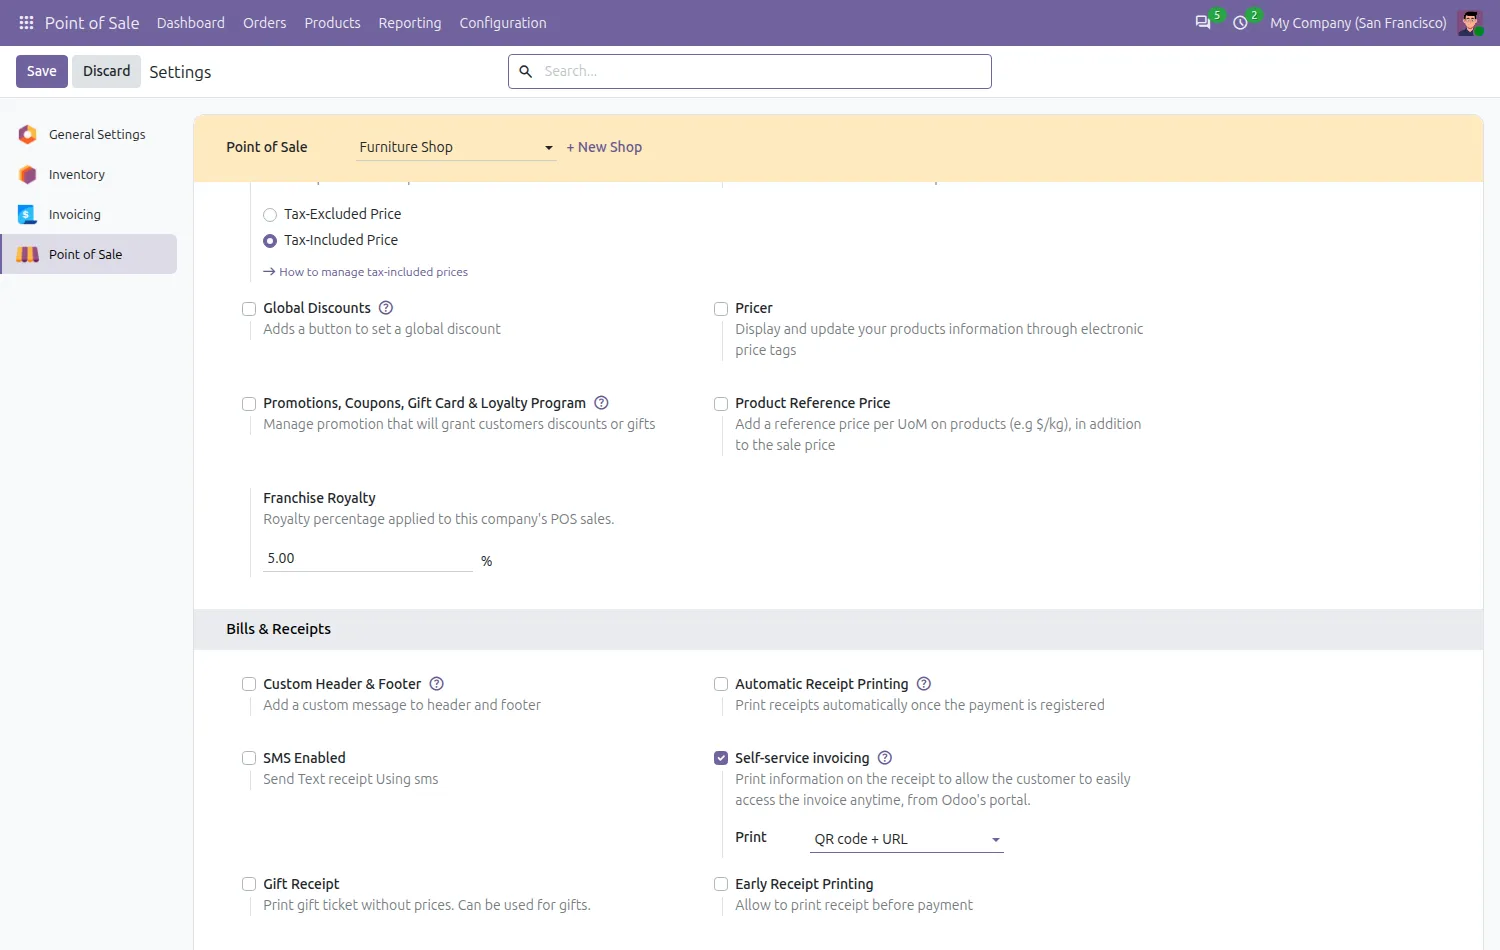 Point of Sale Dashboard Orders Products Reporting Configuration 5 2 My Company (San Francisco)
Save Discard Settings Search...
General Settings
Inventory
Invoicing
Point of Sale
Point of Sale Furniture Shop + New Shop
Tax-Excluded Price
Tax-Included Price
→ How to manage tax-included prices
Global Discounts ?
Adds a button to set a global discount
Pricer
Display and update your products information through electronic
price tags
Promotions, Coupons, Gift Card & Loyalty Program ?
Manage promotion that will grant customers discounts or gifts
Product Reference Price
Add a reference price per UoM on products (e.g $/kg), in addition
to the sale price
Franchise Royalty
Royalty percentage applied to this company's POS sales.
5.00 %
Bills & Receipts
Custom Header & Footer ?
Add a custom message to header and footer
Automatic Receipt Printing ?
Print receipts automatically once the payment is registered
SMS Enabled
Send Text receipt Using sms
Self-service invoicing ?
Print information on the receipt to allow the customer to easily
access the invoice anytime, from Odoo's portal.
Print QR code + URL
Gift Receipt
Print gift ticket without prices. Can be used for gifts.
Early Receipt Printing
Allow to print receipt before payment